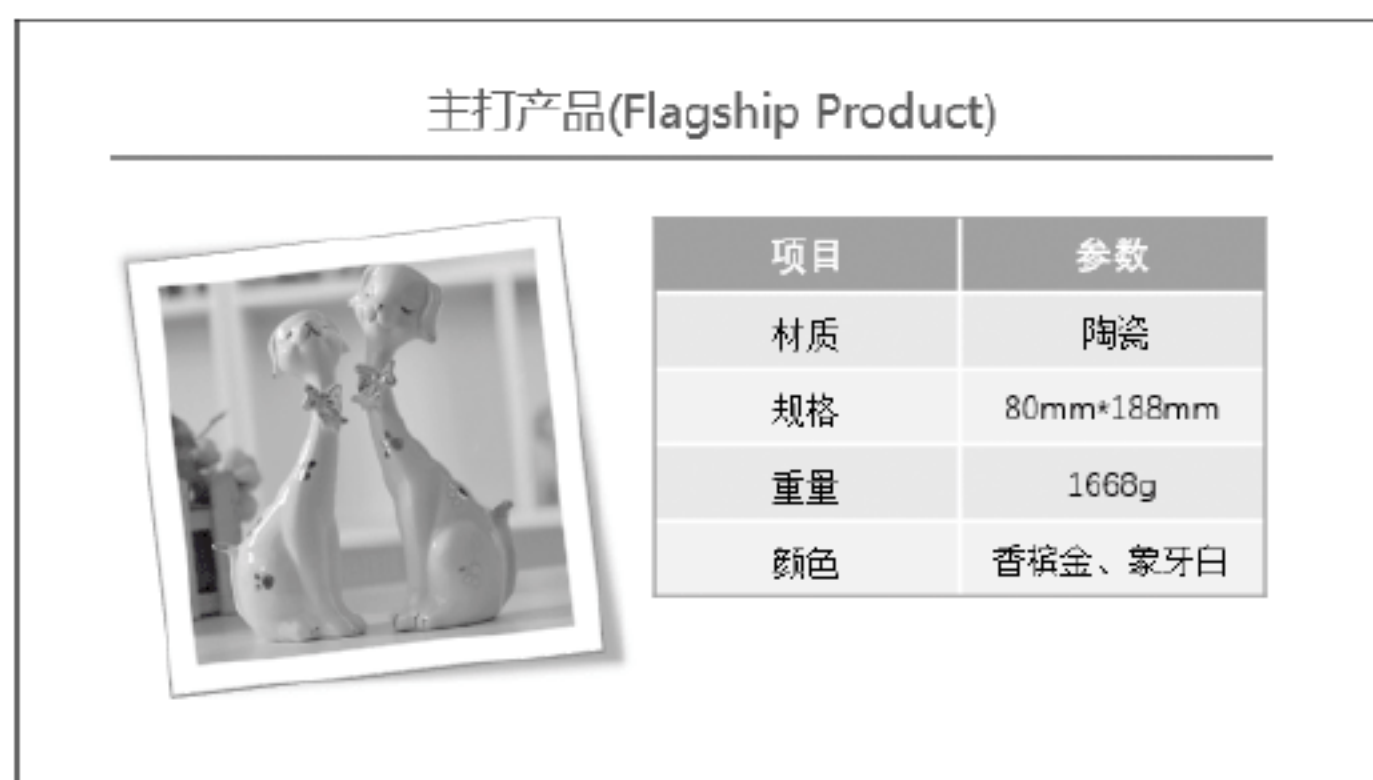 主打产品(Flagship Product)
项目 参数
材质 陶瓷
规格 80mm*188mm
重量 1668g
颜色 香槟金、象牙白